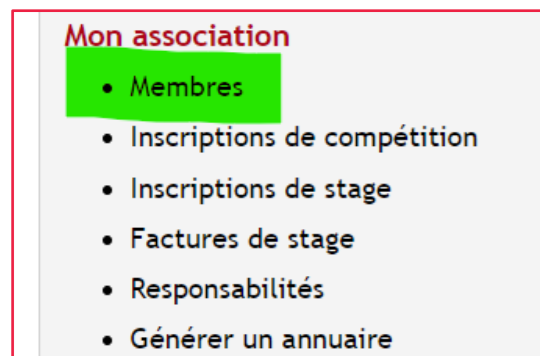 Mon association
• Membres
• Inscriptions de compétition
• Inscriptions de stage
• Factures de stage
• Responsabilités
• Générer un annuaire